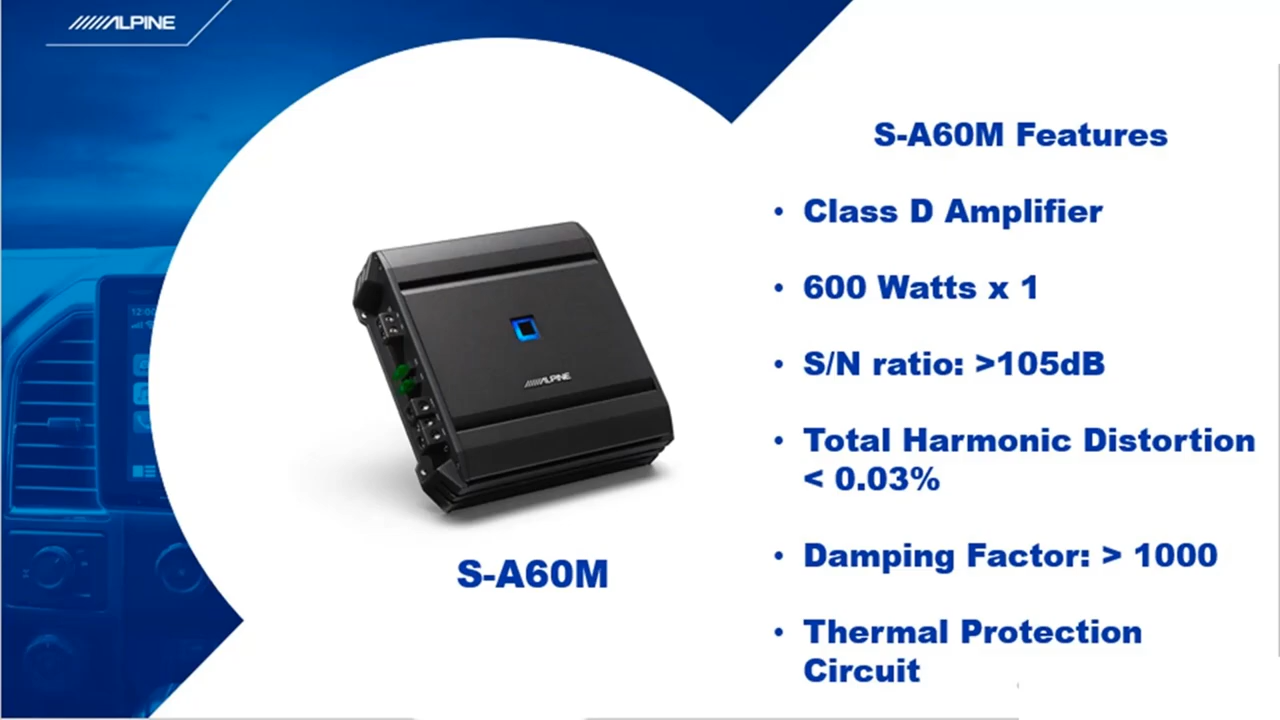 ALPINE
S-A60M Features
• Class D Amplifier
• 600 Watts x 1
• S/N ratio: >105dB
• Total Harmonic Distortion
< 0.03%
• Damping Factor: > 1000
• Thermal Protection
Circuit
ALPINE
S-A60M